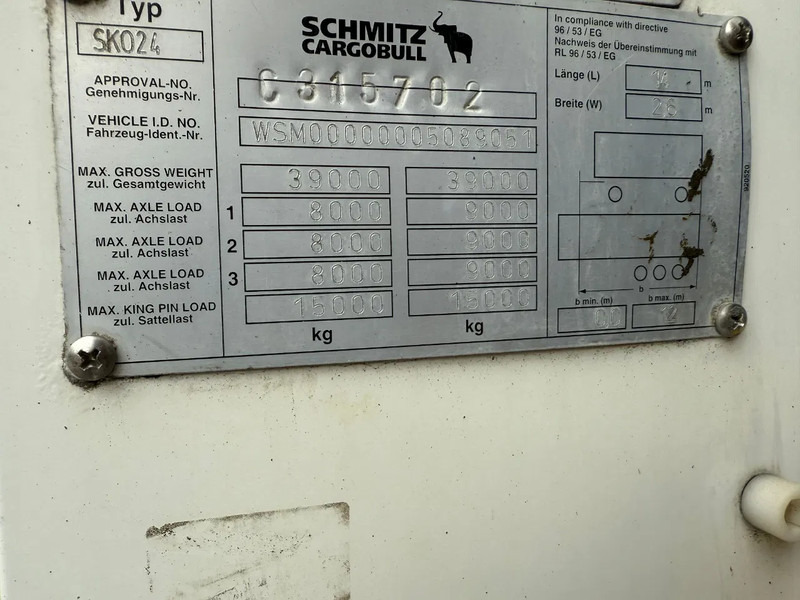 Typ
SKO24
SCHMITZ
CARGOBULL
APPROVAL-NO.
Genehmigungs-Nr.
C315702
VEHICLE I.D. NO.
Fahrzeug-Ident.-Nr.
WSM00000005089051
MAX. GROSS WEIGHT
zul. Gesamtgewicht
39000 39000
MAX. AXLE LOAD
zul. Achslast
1 8000 9000
MAX. AXLE LOAD
zul. Achslast
2 8000 9000
MAX. AXLE LOAD
zul. Achslast
3 8000 9000
MAX. KING PIN LOAD
zul. Sattellast
15000 15000
kg kg
In compliance with directive
96 / 53 / EG
Nachweis der Übereinstimmung mit
RL 96 / 53 / EG
Länge (L) m
Breite (W) m
920520
b
b min. (m) b max. (m)